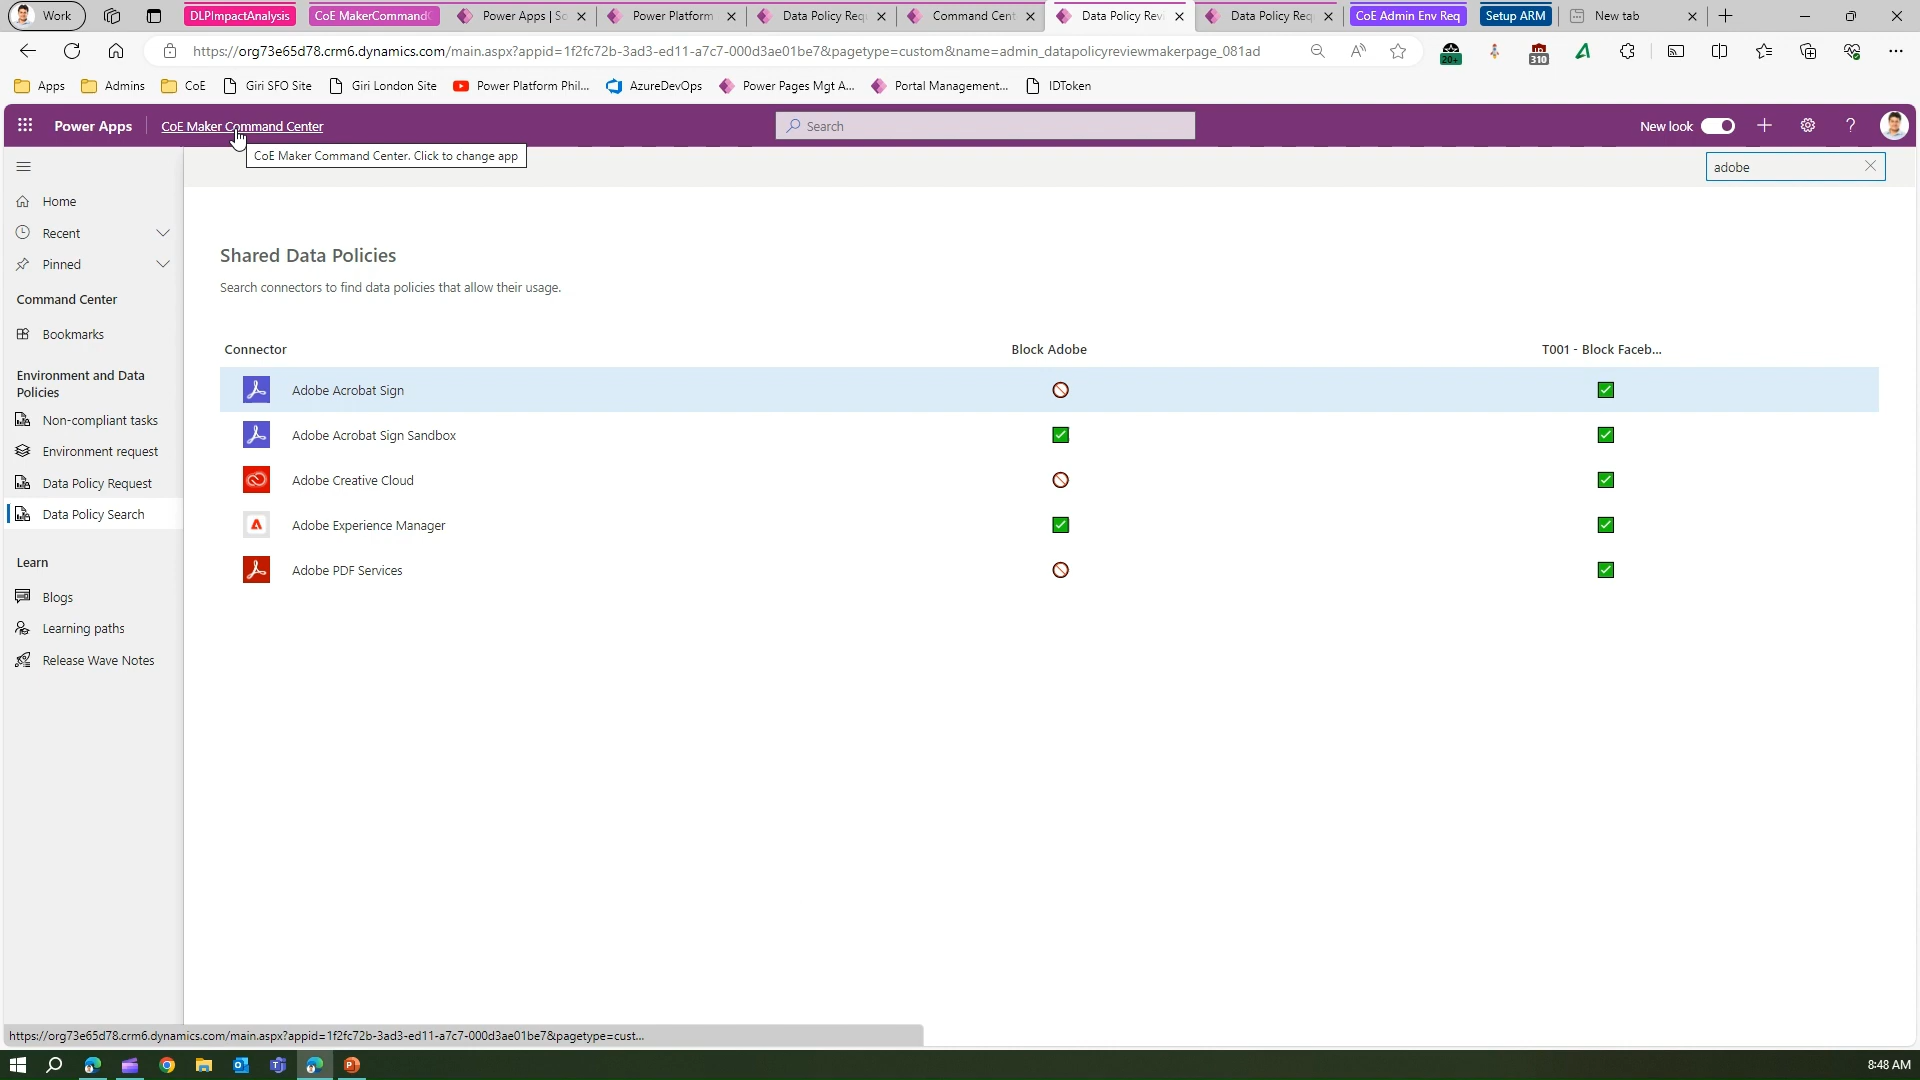 Work
DLPImpactAnalysis
CoE MakerCommandC
Power Apps | So
Power Platform
Data Policy Req
Command Cent
Data Policy Revi
Data Policy Req
CoE Admin Env Req
Setup ARM
New tab
https://org73e65d78.crm6.dynamics.com/main.aspx?appid=1f2fc72b-3ad3-ed11-a7c7-000d3ae01be7&pagetype=custom&name=admin_datapolicyreviewmakerpage_081ad
20+
310
Apps
Admins
CoE
Giri SFO Site
Giri London Site
Power Platform Phil...
AzureDevOps
Power Pages Mgt A...
Portal Management...
IDToken
Power Apps
CoE Maker Command Center
Search
New look
CoE Maker Command Center. Click to change app
adobe
Home
Recent
Pinned
Command Center
Bookmarks
Environment and Data
Policies
Non-compliant tasks
Environment request
Data Policy Request
Data Policy Search
Learn
Blogs
Learning paths
Release Wave Notes
Shared Data Policies
Search connectors to find data policies that allow their usage.
Connector
Block Adobe
T001 - Block Faceb...
Adobe Acrobat Sign
Adobe Acrobat Sign Sandbox
Adobe Creative Cloud
Adobe Experience Manager
Adobe PDF Services
https://org73e65d78.crm6.dynamics.com/main.aspx?appid=1f2fc72b-3ad3-ed11-a7c7-000d3ae01be7&pagetype=cust...
8:48 AM